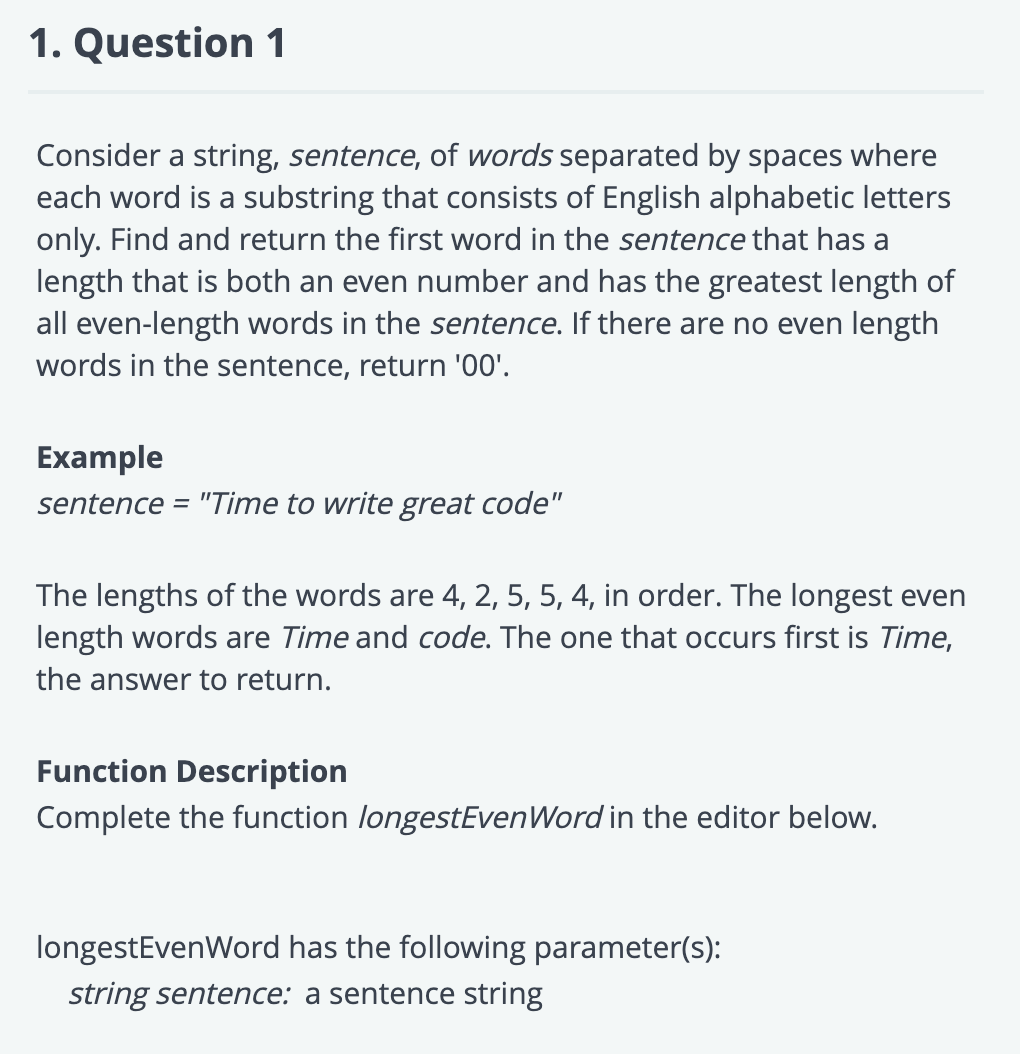 1. Question 1
Consider a string, sentence, of words separated by spaces where
each word is a substring that consists of English alphabetic letters
only. Find and return the first word in the sentence that has a
length that is both an even number and has the greatest length of
all even-length words in the sentence. If there are no even length
words in the sentence, return '00'.
Example
sentence = "Time to write great code"
The lengths of the words are 4, 2, 5, 5, 4, in order. The longest even
length words are Time and code. The one that occurs first is Time,
the answer to return.
Function Description
Complete the function longestEvenWord in the editor below.
longestEvenWord has the following parameter(s):
string sentence: a sentence string